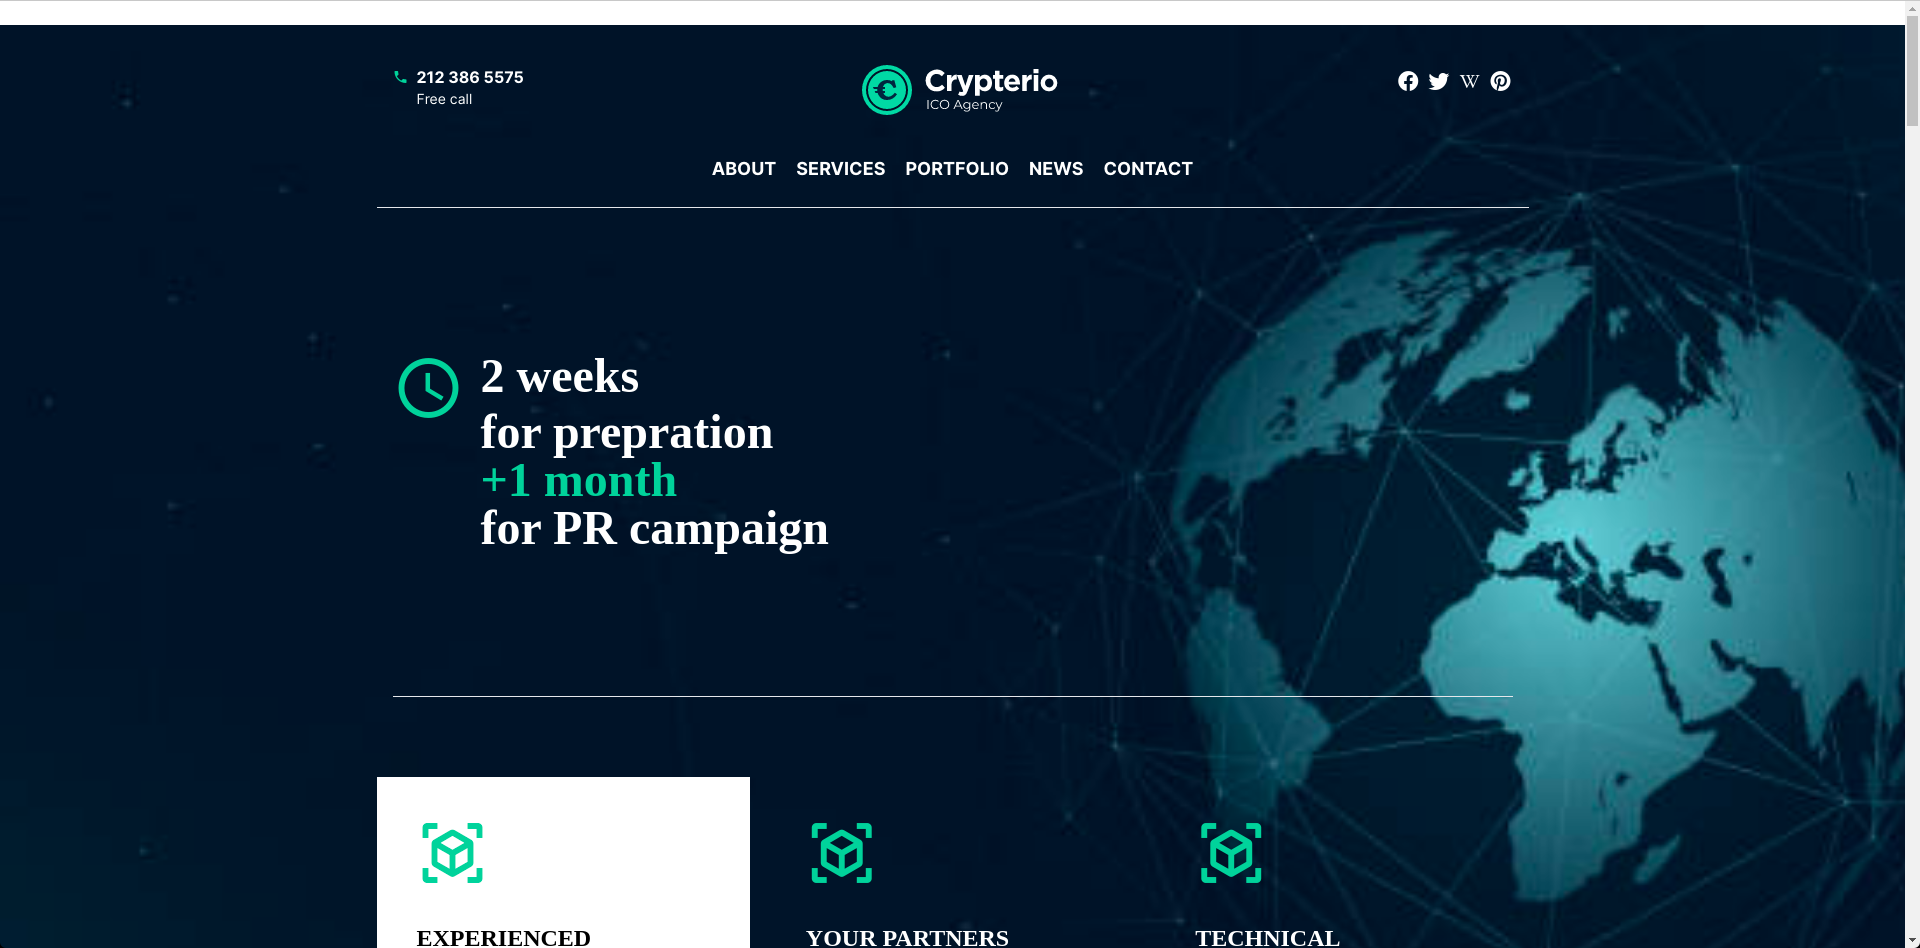 212 386 5575
Free call
Crypterio
ICO Agency
ABOUT SERVICES PORTFOLIO NEWS CONTACT
2 weeks
for prepration
+1 month
for PR campaign
EXPERIENCED
YOUR PARTNERS
TECHNICAL